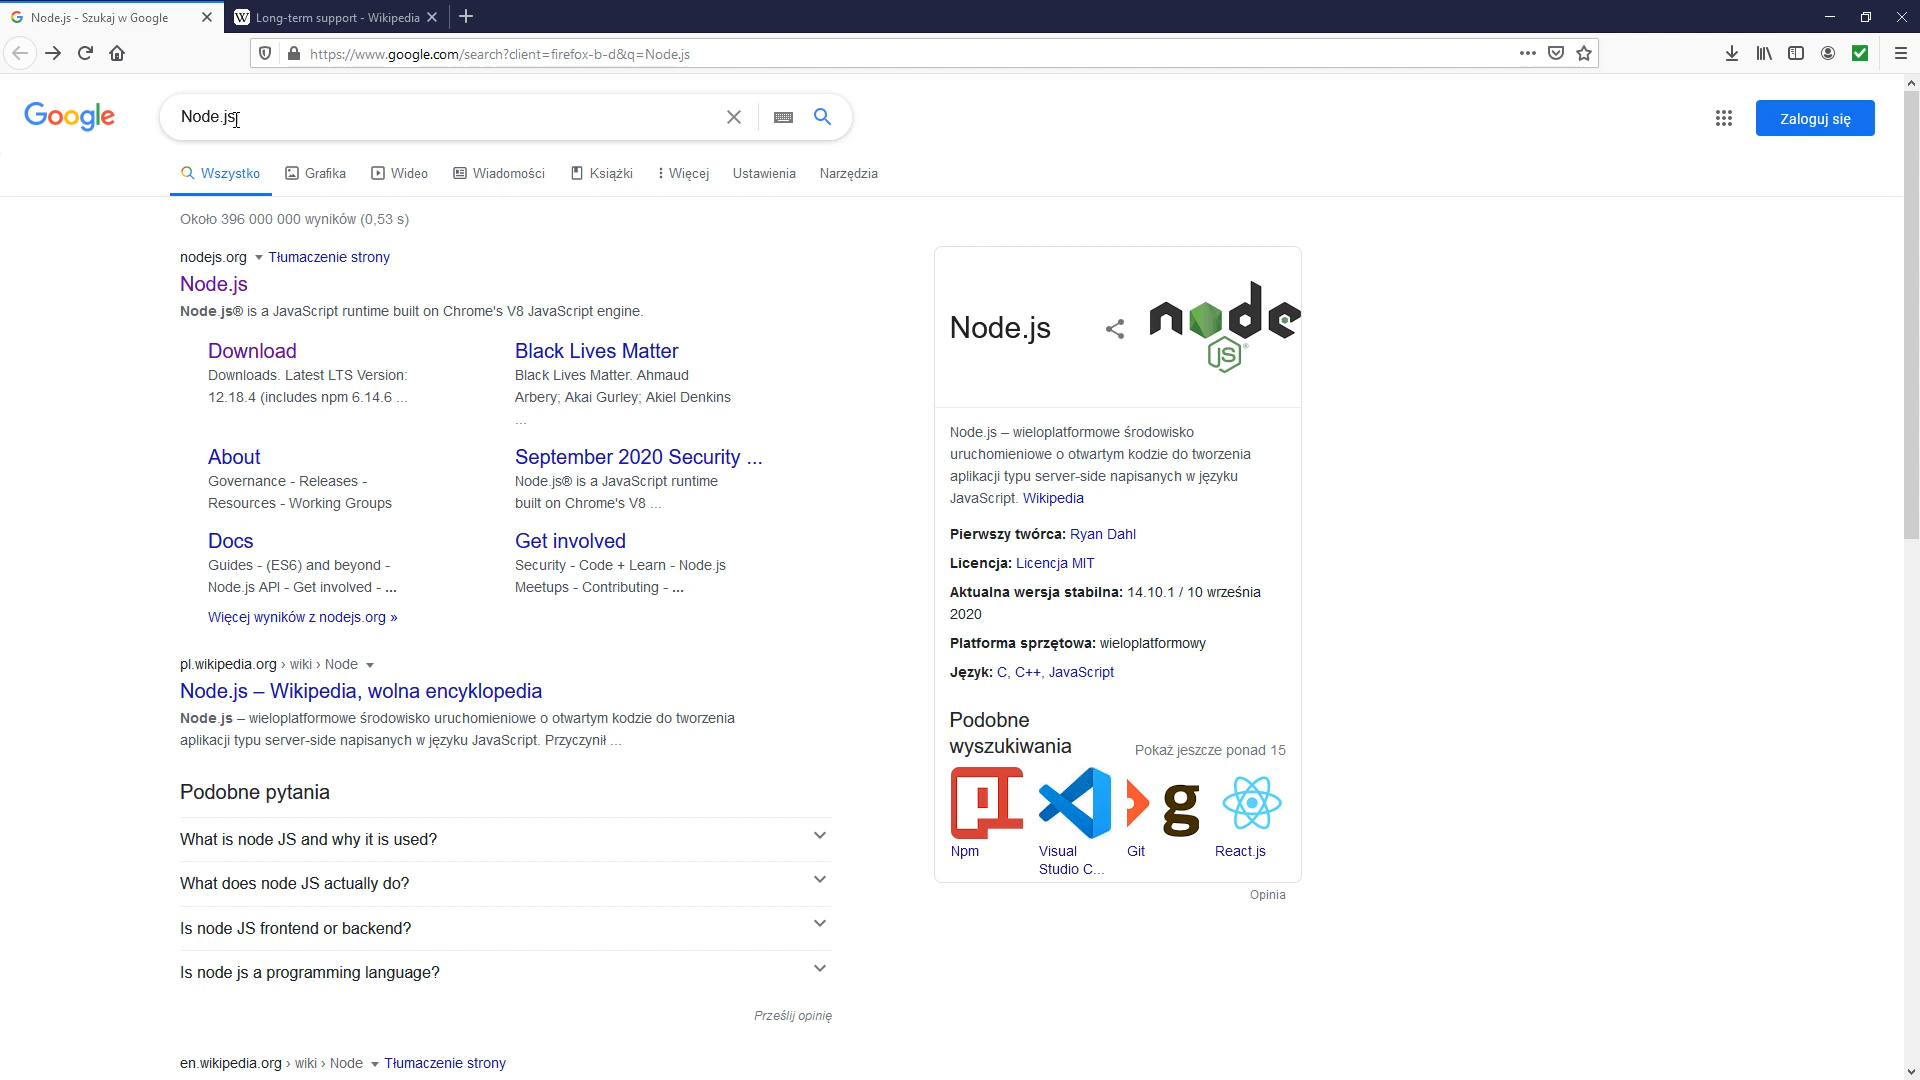 Node.js - Szukaj w Google
Long-term support - Wikipedia
https://www.google.com/search?client=firefox-b-d&q=Node.js
Google
Node.js
Zaloguj się
Wszystko
Grafika
Wideo
Wiadomości
Książki
Więcej
Ustawienia
Narzędzia
Około 396 000 000 wyników (0,53 s)
nodejs.org Tłumaczenie strony
Node.js
Node.js® is a JavaScript runtime built on Chrome's V8 JavaScript engine.
Download
Downloads. Latest LTS Version:
12.18.4 (includes npm 6.14.6 ...
Black Lives Matter
Black Lives Matter. Ahmaud
Arbery; Akai Gurley; Akiel Denkins
...
About
Governance - Releases -
Resources - Working Groups
September 2020 Security ...
Node.js® is a JavaScript runtime
built on Chrome's V8 ...
Docs
Guides - (ES6) and beyond -
Node.js API - Get involved - ...
Get involved
Security - Code + Learn - Node.js
Meetups - Contributing - ...
Więcej wyników z nodejs.org »
pl.wikipedia.org › wiki › Node
Node.js – Wikipedia, wolna encyklopedia
Node.js – wieloplatformowe środowisko uruchomieniowe o otwartym kodzie do tworzenia
aplikacji typu server-side napisanych w języku JavaScript. Przyczynił ...
Podobne pytania
What is node JS and why it is used?
What does node JS actually do?
Is node JS frontend or backend?
Is node js a programming language?
Prześlij opinię
en.wikipedia.org › wiki › Node Tłumaczenie strony
Node.js
node
JS
Node.js – wieloplatformowe środowisko
uruchomieniowe o otwartym kodzie do tworzenia
aplikacji typu server-side napisanych w języku
JavaScript. Wikipedia
Pierwszy twórca: Ryan Dahl
Licencja: Licencja MIT
Aktualna wersja stabilna: 14.10.1 / 10 września
2020
Platforma sprzętowa: wieloplatformowy
Język: C, C++, JavaScript
Podobne
wyszukiwania
Pokaż jeszcze ponad 15
g
Npm
Visual
Studio C...
Git
React.js
Opinia